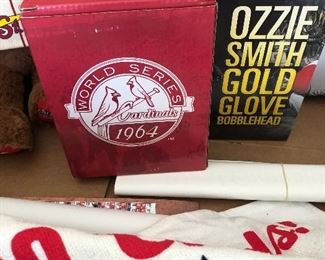 WORLD SERIES
Cardinals
1964
OZZIE
SMITH
GOLD
GLOVE
BOBBLEHEAD